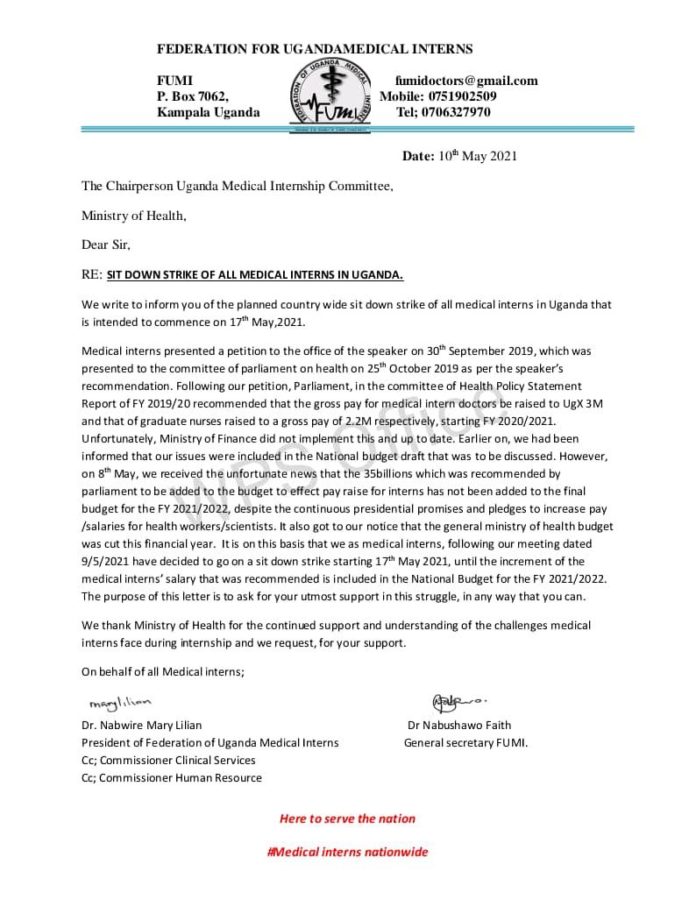 FEDERATION FOR UGANDAMEDICAL INTERNS
FUMI
P. Box 7062,
Kampala Uganda
FEDERATION OF UGANDA MEDICAL INTERNS
FUMI
fumidoctors@gmail.com
Mobile: 0751902509
Tel; 0706327970
Date: 10th May 2021
The Chairperson Uganda Medical Internship Committee,
Ministry of Health,
Dear Sir,
RE: SIT DOWN STRIKE OF ALL MEDICAL INTERNS IN UGANDA.
We write to inform you of the planned country wide sit down strike of all medical interns in Uganda that
is intended to commence on 17th May,2021.
Medical interns presented a petition to the office of the speaker on 30th September 2019, which was
presented to the committee of parliament on health on 25th October 2019 as per the speaker's
recommendation. Following our petition, Parliament, in the committee of Health Policy Statement
Report of FY 2019/20 recommended that the gross pay for medical intern doctors be raised to UgX 3M
and that of graduate nurses raised to a gross pay of 2.2M respectively, starting FY 2020/2021.
Unfortunately, Ministry of Finance did not implement this and up to date. Earlier on, we had been
informed that our issues were included in the National budget draft that was to be discussed. However,
on 8th May, we received the unfortunate news that the 35billions which was recommended by
parliament to be added to the budget to effect pay raise for interns has not been added to the final
budget for the FY 2021/2022, despite the continuous presidential promises and pledges to increase pay
/salaries for health workers/scientists. It also got to our notice that the general ministry of health budget
was cut this financial year. It is on this basis that we as medical interns, following our meeting dated
9/5/2021 have decided to go on a sit down strike starting 17th May 2021, until the increment of the
medical interns' salary that was recommended is included in the National Budget for the FY 2021/2022.
The purpose of this letter is to ask for your utmost support in this struggle, in any way that you can.
We thank Ministry of Health for the continued support and understanding of the challenges medical
interns face during internship and we request, for your support.
On behalf of all Medical interns;
marylilian
Dr. Nabwire Mary Lilian
President of Federation of Uganda Medical Interns
Cc; Commissioner Clinical Services
Cc; Commissioner Human Resource
Dr Nabushawo Faith
General secretary FUMI.
Here to serve the nation
#Medical interns nationwide
WPS Office